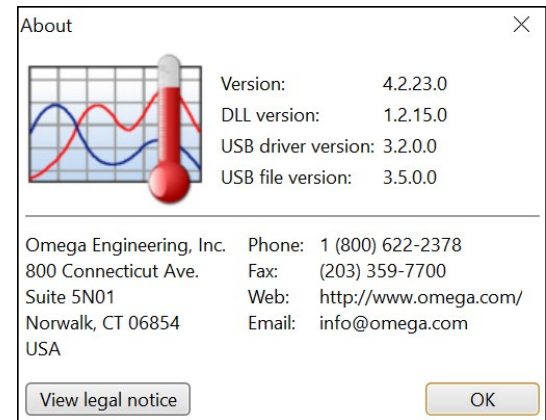 About
Version: 4.2.23.0
DLL version: 1.2.15.0
USB driver version: 3.2.0.0
USB file version: 3.5.0.0
Omega Engineering, Inc. Phone: 1 (800) 622-2378
800 Connecticut Ave. Fax: (203) 359-7700
Suite 5N01 Web: http://www.omega.com/
Norwalk, CT 06854 Email: info@omega.com
USA
View legal notice OK